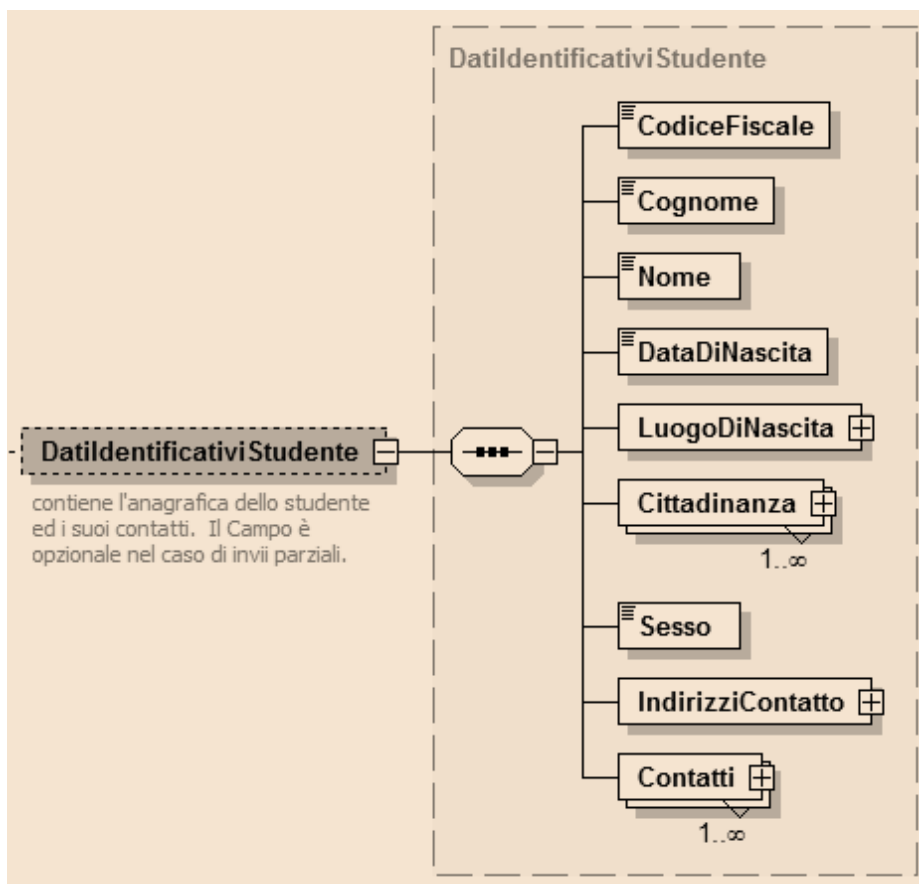 DatiIdentificativiStudente
CodiceFiscale
Cognome
Nome
DataDiNascita
LuogoDiNascita
Cittadinanza
1..∞
Sesso
IndirizziContatto
Contatti
1..∞
DatiIdentificativiStudente
contiene l'anagrafica dello studente
ed i suoi contatti. Il Campo è
opzionale nel caso di invii parziali.